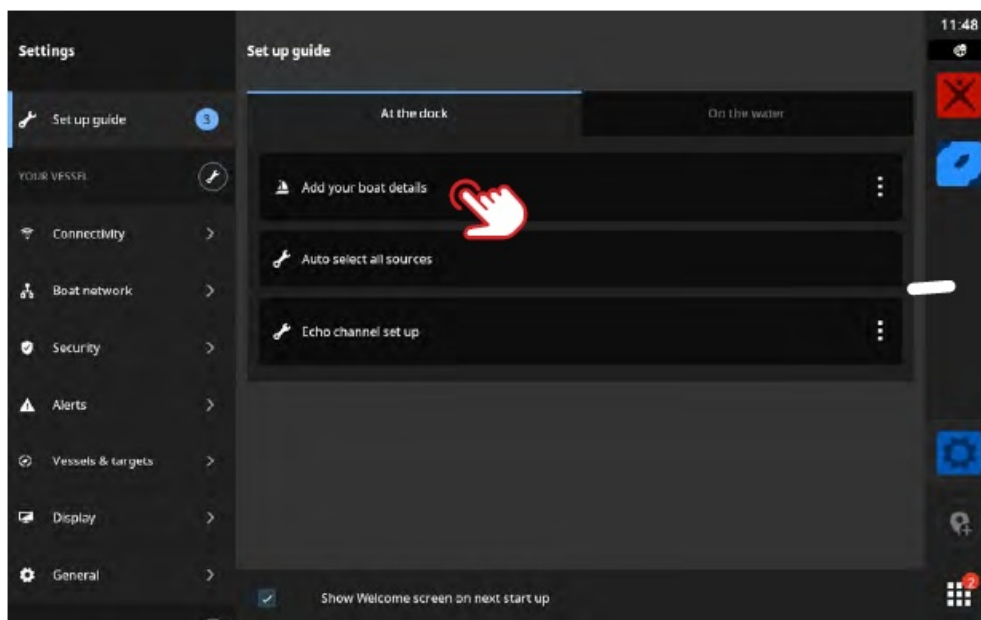 11:48
Settings
Set up guide
At the dock
On the water
Set up guide
3
YOUR VESSEL
Add your boat details
Connectivity
Auto select all sources
Boat network
Echo channel set up
Security
Alerts
Vessels & targets
Display
General
2
Show Welcome screen on next start up